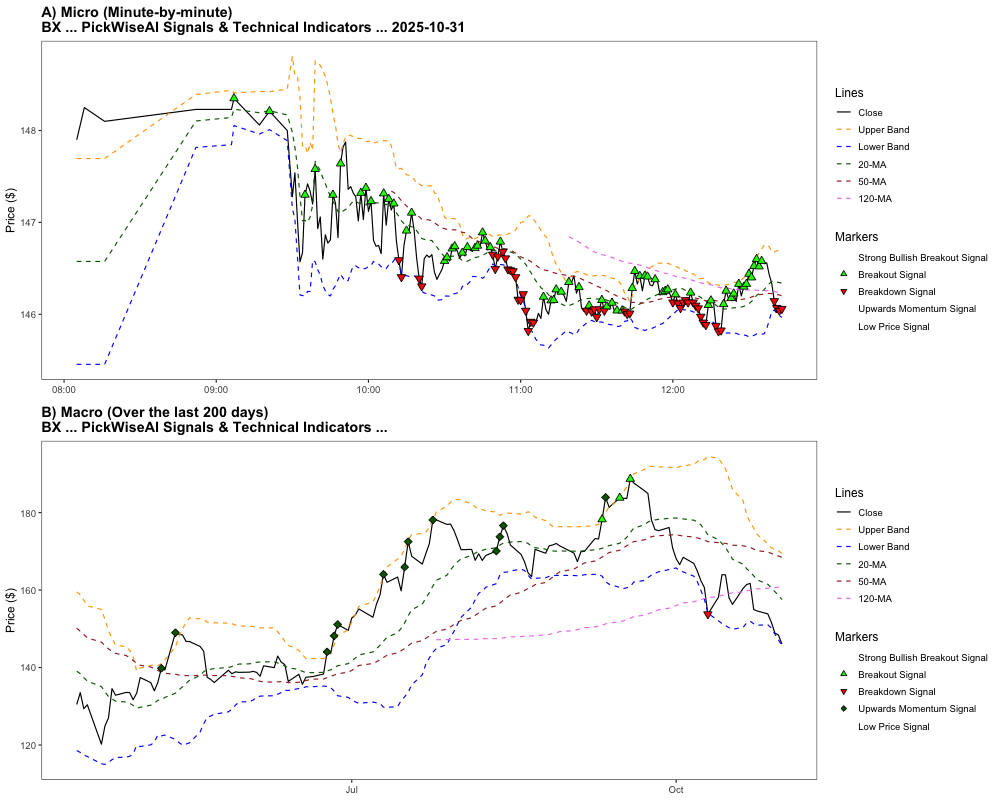 A) Micro (Minute-by-minute)
BX ... PickWiseAI Signals & Technical Indicators ... 2025-10-31
Price ($)
148
147
146
08:00
09:00
10:00
11:00
12:00
Lines
Close
Upper Band
Lower Band
20-MA
50-MA
120-MA
Markers
Strong Bullish Breakout Signal
Breakout Signal
Breakdown Signal
Upwards Momentum Signal
Low Price Signal
B) Macro (Over the last 200 days)
BX ... PickWiseAI Signals & Technical Indicators ...
Price ($)
180
160
140
120
Jul
Oct
Lines
Close
Upper Band
Lower Band
20-MA
50-MA
120-MA
Markers
Strong Bullish Breakout Signal
Breakout Signal
Breakdown Signal
Upwards Momentum Signal
Low Price Signal